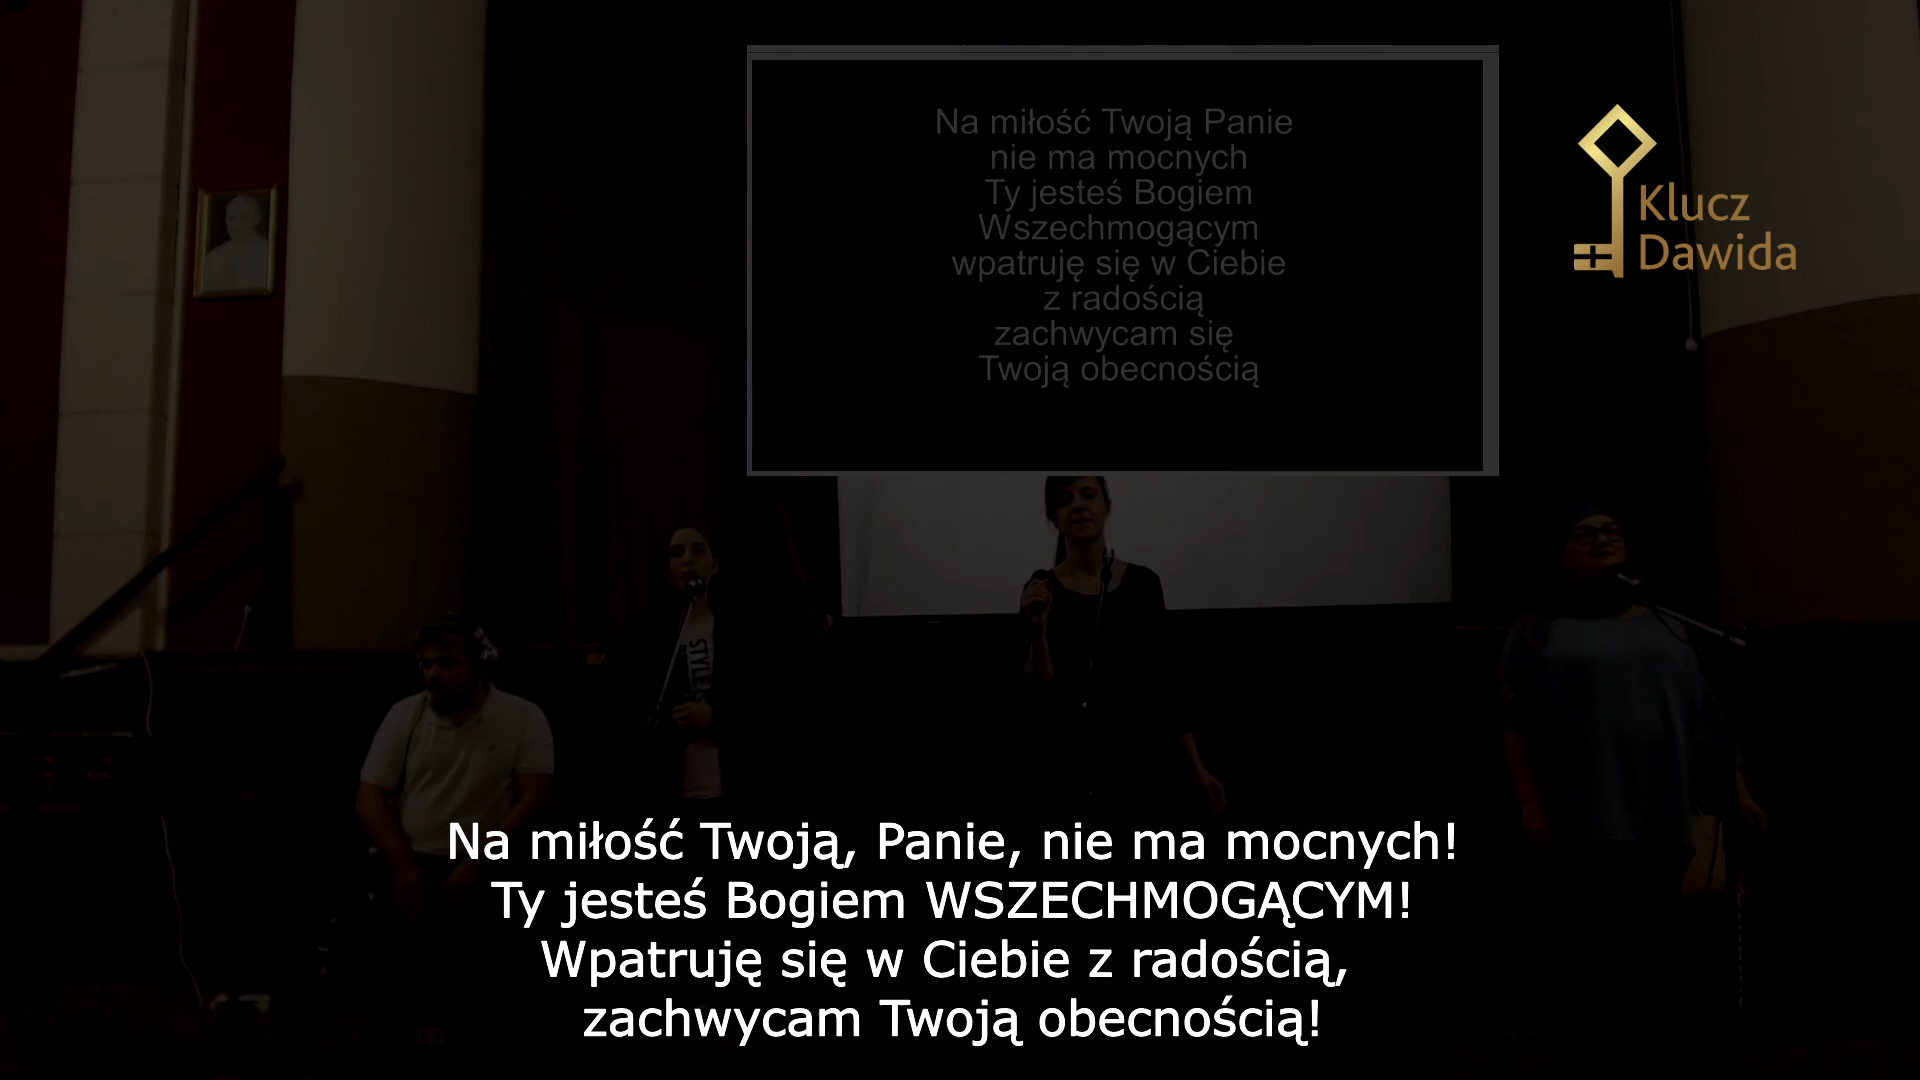 Na miłość Twoją Panie
nie ma mocnych
Ty jesteś Bogiem
Wszechmogącym
wpatruję się w Ciebie
z radością
zachwycam się
Twoją obecnością
Klucz
Dawida
STYLE
Na miłość Twoją, Panie, nie ma mocnych!
Ty jesteś Bogiem WSZECHMOGĄCYM!
Wpatruję się w Ciebie z radością,
zachwycam Twoją obecnością!